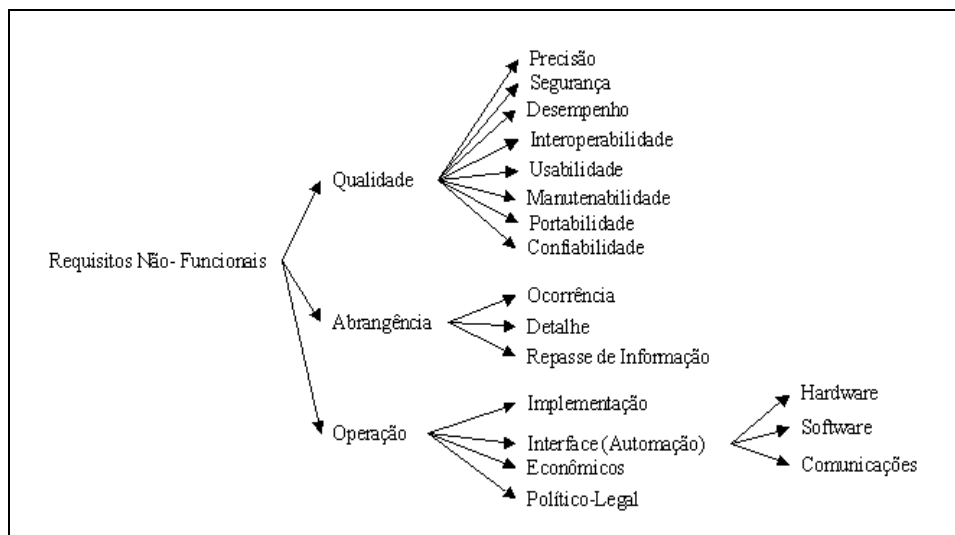 Requisitos Não- Funcionais
Qualidade
Precisão
Segurança
Desempenho
Interoperabilidade
Usabilidade
Manutenabilidade
Portabilidade
Confiabilidade
Abrangência
Ocorrência
Detalhe
Repasse de Informação
Operação
Implementação
Interface (Automação)
Hardware
Software
Comunicações
Econômicos
Político-Legal